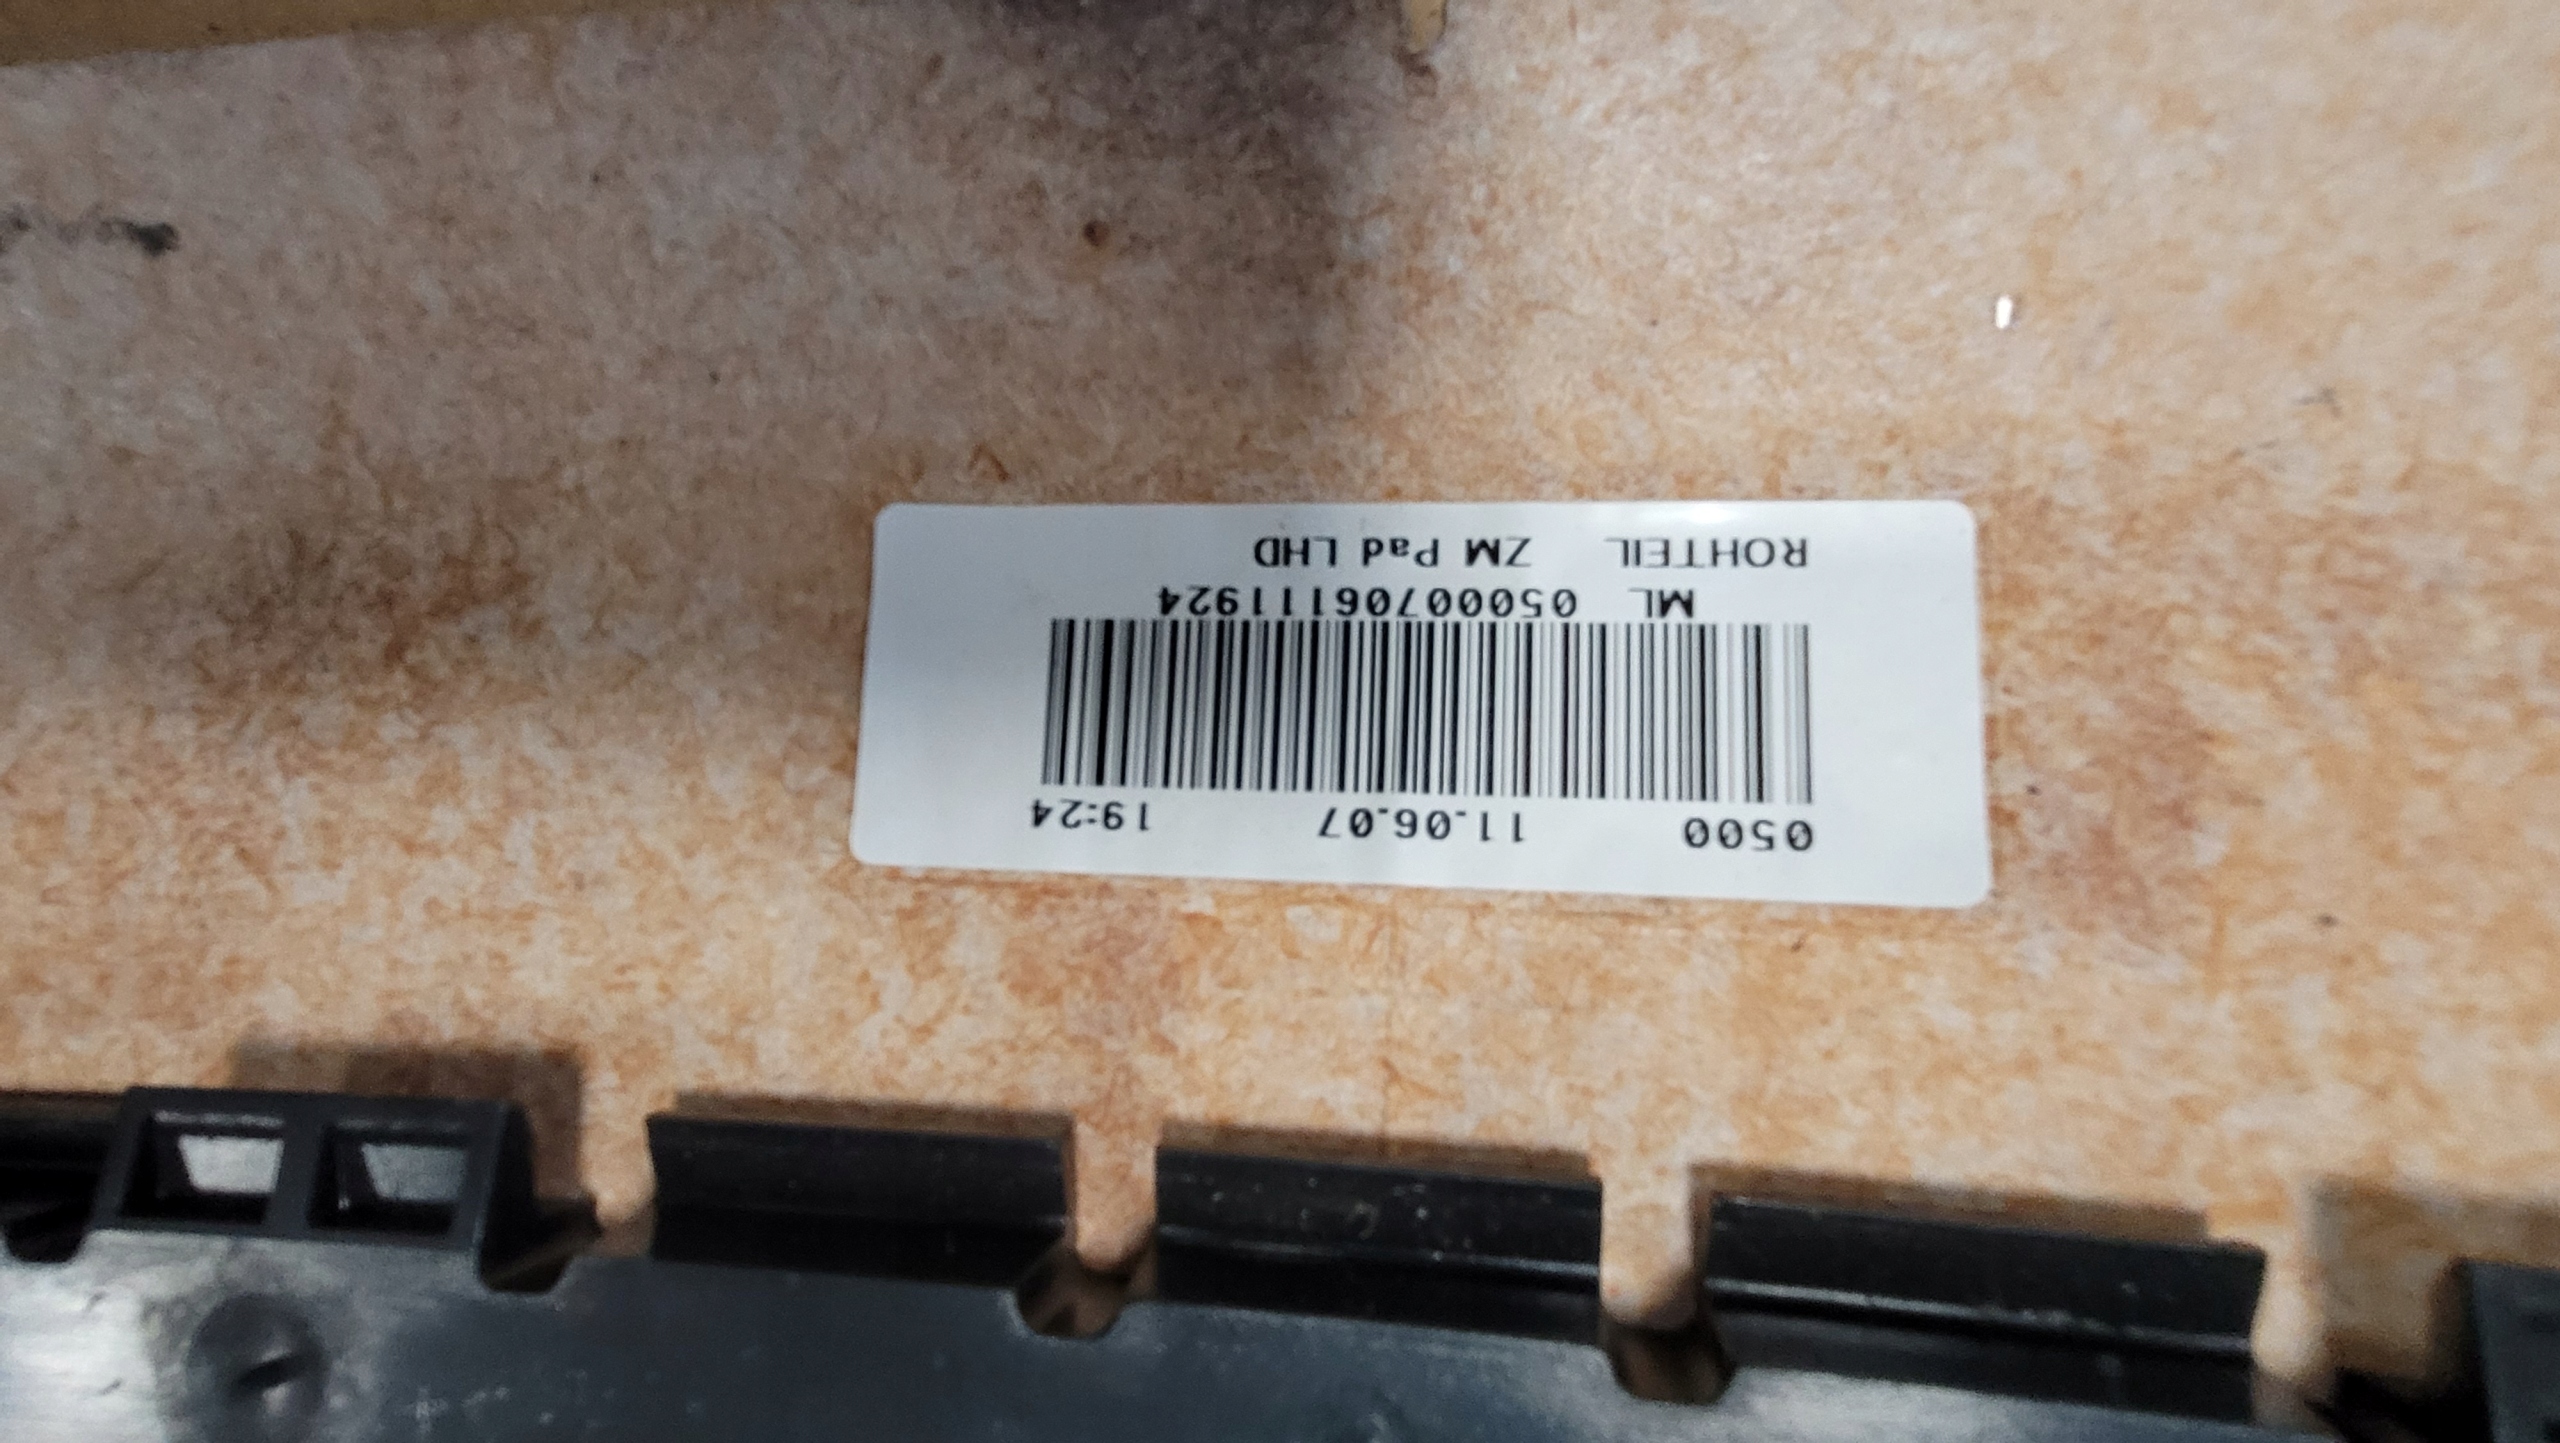 0500 11.06.07 19:24
ML 05000706111924
ROHTEIL ZM Pad LHD